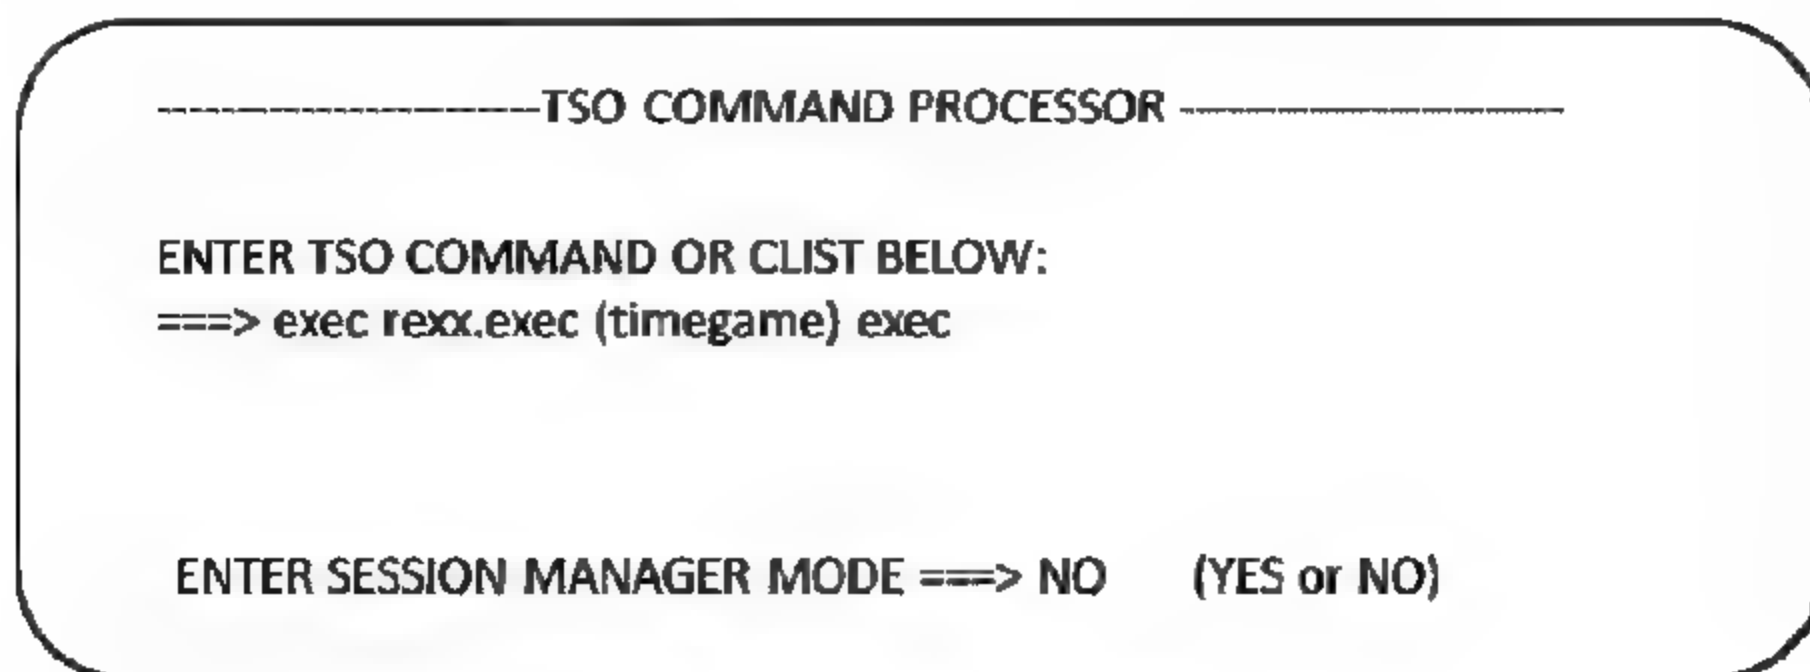 ------------------------TSO COMMAND PROCESSOR ------------------------
ENTER TSO COMMAND OR CLIST BELOW:
===> exec rexx.exec (timegame) exec
ENTER SESSION MANAGER MODE ===> NO (YES or NO)